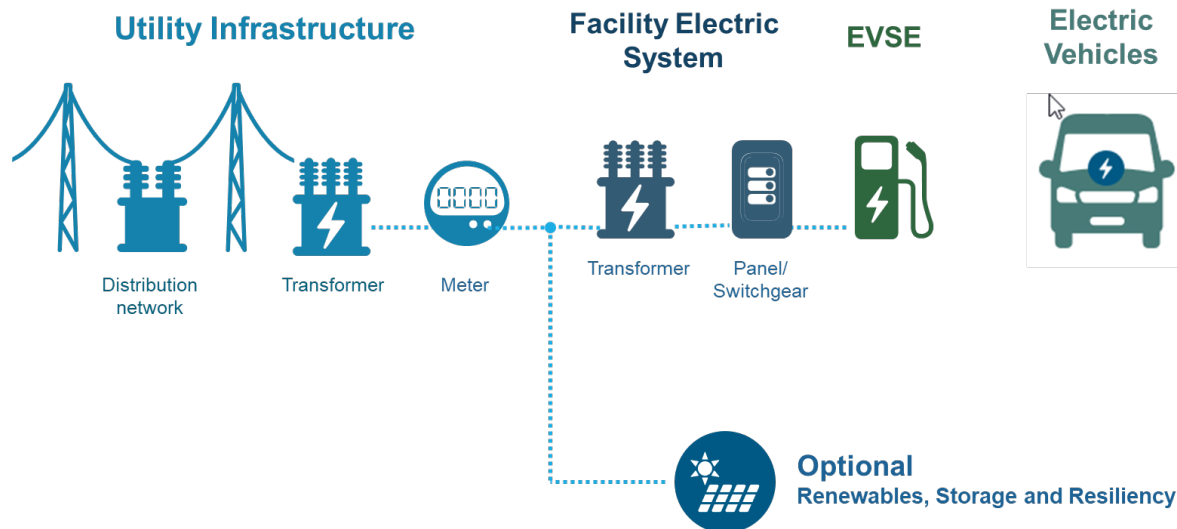 Utility Infrastructure
Facility Electric
System
EVSE
Electric
Vehicles
0000
Distribution
network
Transformer
Meter
Transformer
Panel/
Switchgear
Optional
Renewables, Storage and Resiliency